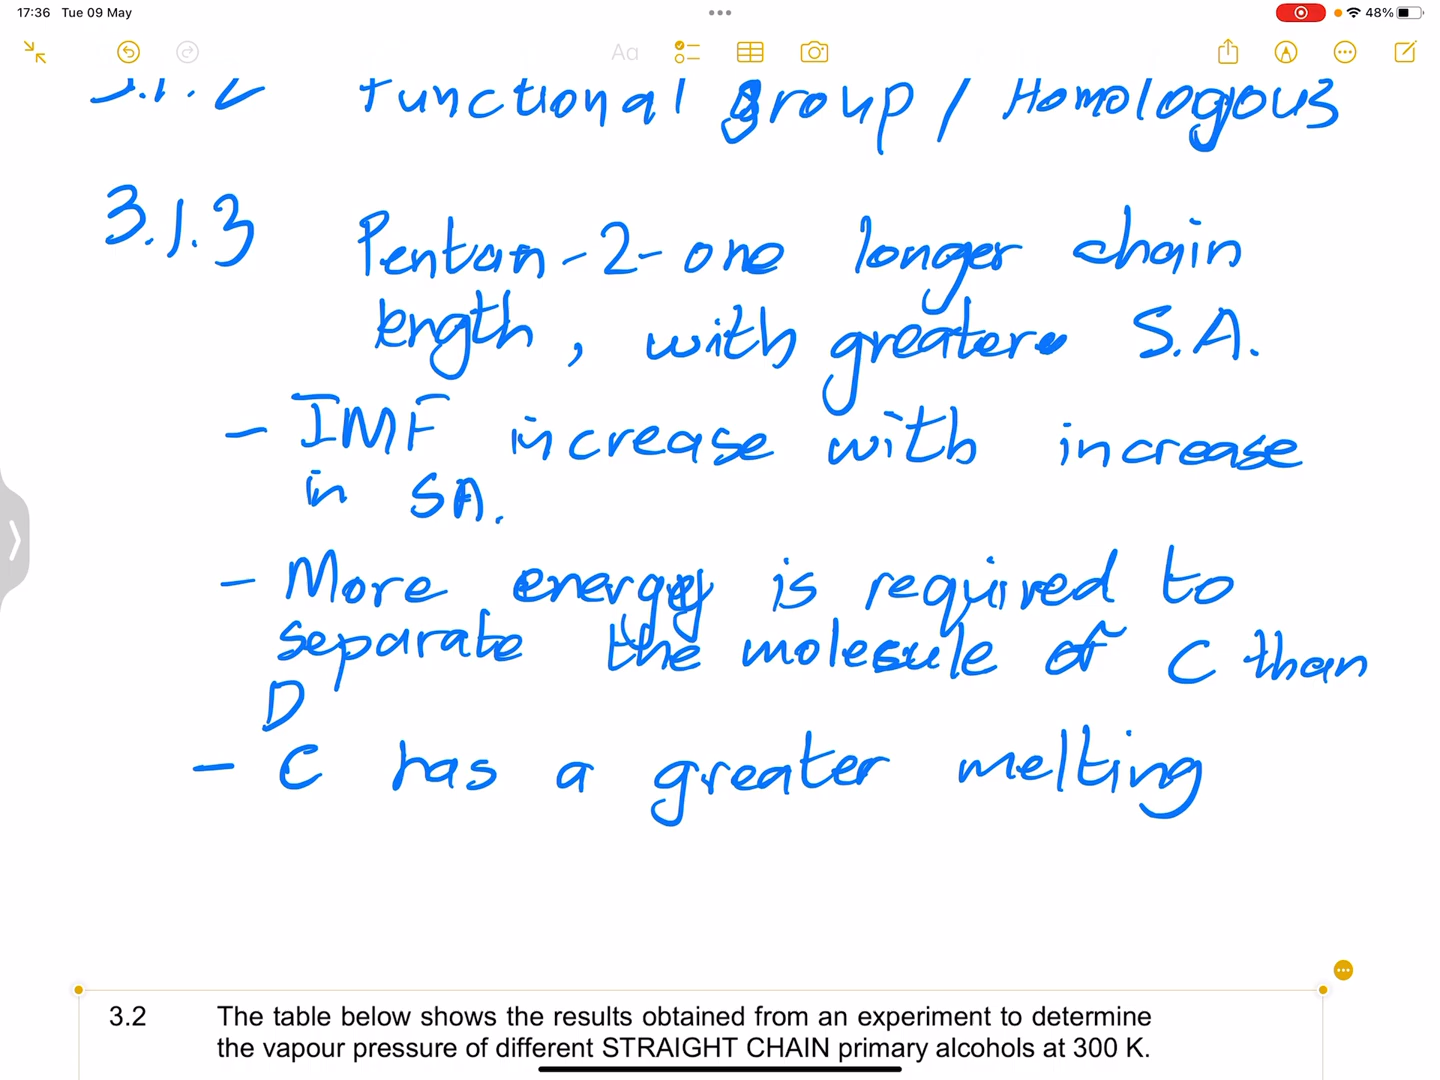 17:36 Tue 09 May
48%
Aa
3.1.2 Functional group / Homologous
3.1.3 Pentan-2-one longer chain
length, with greater S.A.
- IMF increase with increase
in SA.
- More energy is required to
separate the molecule of C than
D
- C has a greater melting
3.2 The table below shows the results obtained from an experiment to determine
the vapour pressure of different STRAIGHT CHAIN primary alcohols at 300 K.